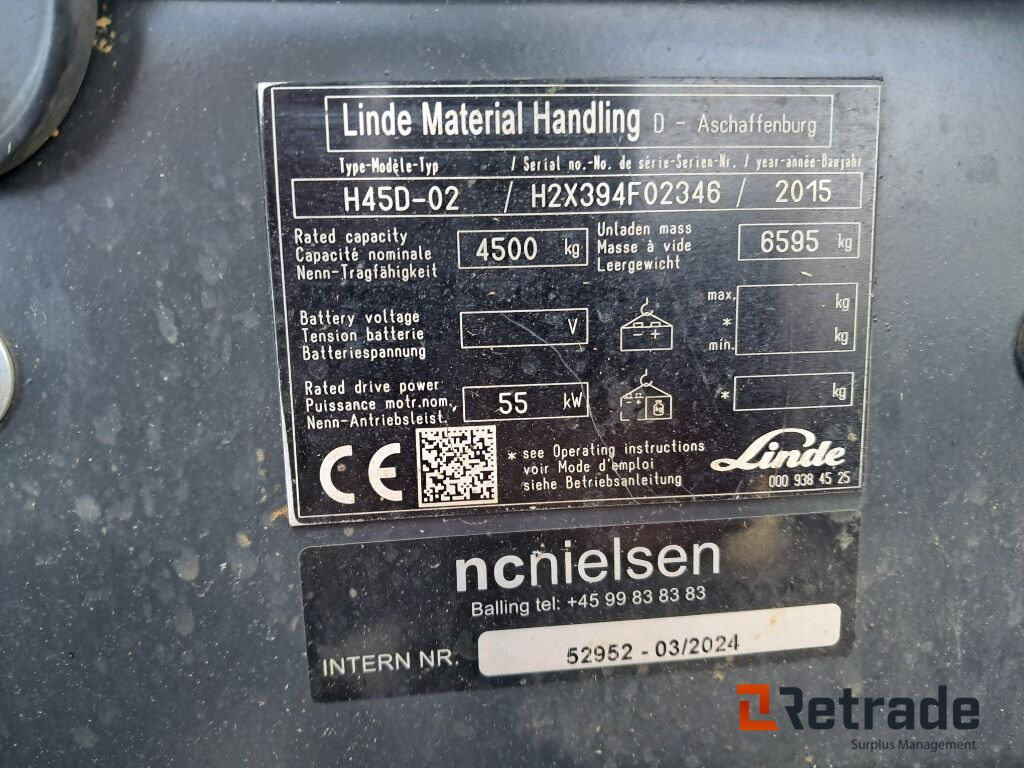 Linde Material Handling D - Aschaffenburg
Type-Modèle-Typ / Serial no.-No. de série-Serien-Nr. / year-année-Baujahr
H45D-02 / H2X394F02346 / 2015
Rated capacity
Capacité nominale
Nenn-Tragfähigkeit
4500 kg
Unladen mass
Masse à vide
Leergewicht
6595 kg
Battery voltage
Tension batterie
Batteriespannung
V
- +
max.
*
min.
kg
kg
Rated drive power
Puissance motr.nom.
Nenn-Antriebsleist.
55 kW
* kg
CE
* see Operating instructions
voir Mode d'emploi
siehe Betriebsanleitung
Linde
000 938 45 25
ncnielsen
Balling tel: +45 99 83 83 83
INTERN NR. 52952 - 03/2024
Retrade
Surplus Management